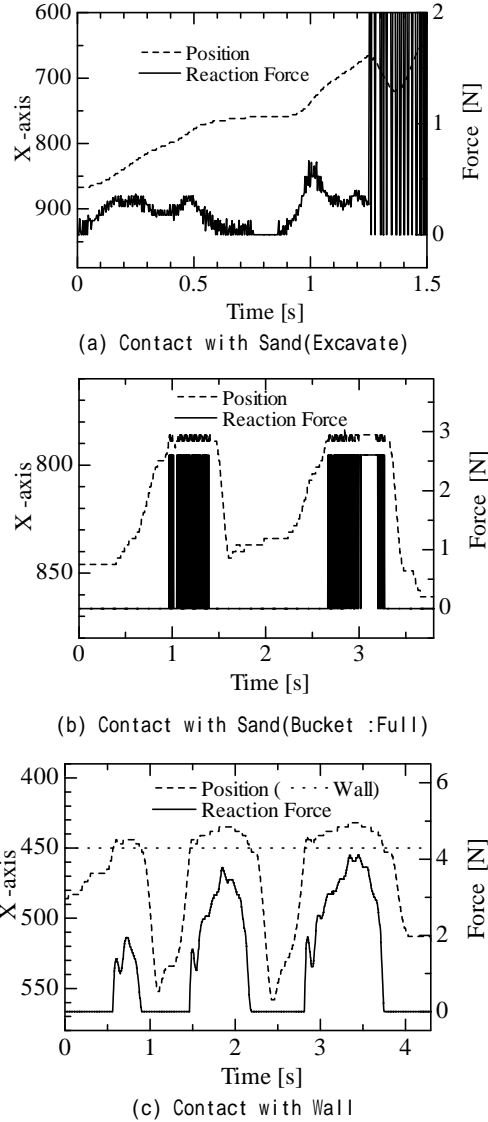 600
700
800
900
X -axis
Position
Reaction Force
2
1
0
Force [N]
0
0.5
1
1.5
Time [s]
(a) Contact with Sand(Excavate)
800
850
X -axis
Position
Reaction Force
3
2
1
0
Force [N]
0
1
2
3
Time [s]
(b) Contact with Sand(Bucket :Full)
400
450
500
550
X -axis
Position ( Wall)
Reaction Force
6
4
2
0
Force [N]
0
1
2
3
4
Time [s]
(c) Contact with Wall